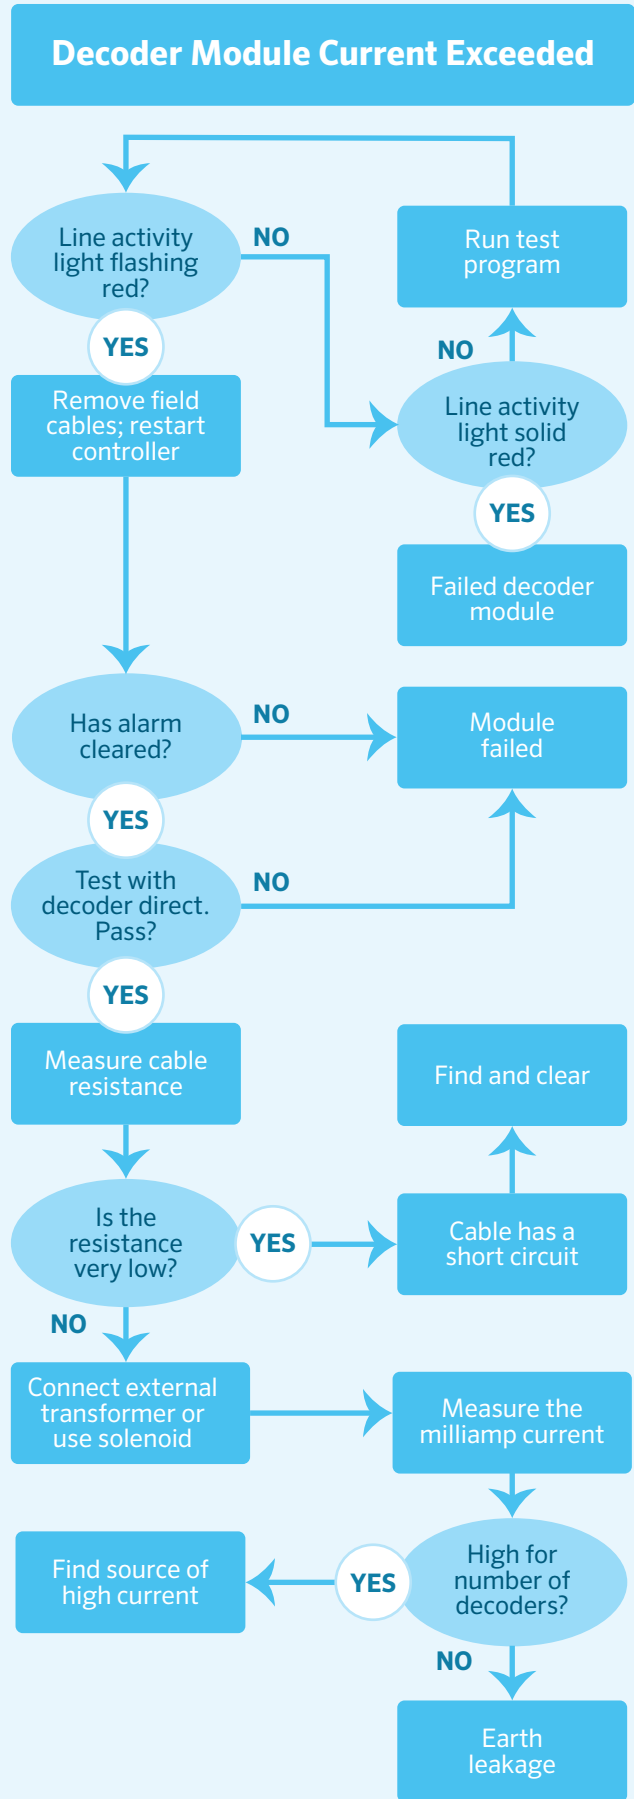 Decoder Module Current Exceeded
Line activity
light flashing
red?
NO
YES
Run test
program
NO
Line activity
light solid
red?
YES
Failed decoder
module
Remove field
cables; restart
controller
Has alarm
cleared?
NO
Module
failed
YES
Test with
decoder direct.
Pass?
NO
YES
Measure cable
resistance
Is the
resistance
very low?
YES
Cable has a
short circuit
Find and clear
NO
Connect external
transformer or
use solenoid
Measure the
milliamp current
High for
number of
decoders?
YES
Find source of
high current
NO
Earth
leakage